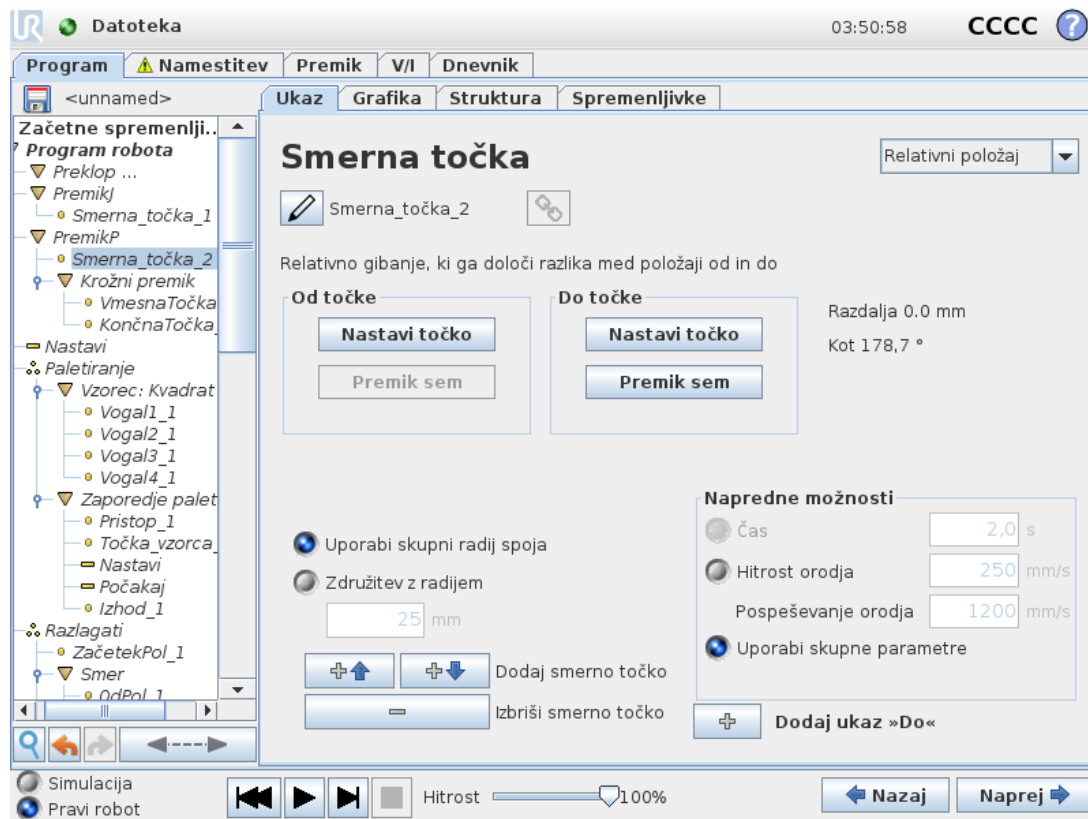 UR Datoteka 03:50:58 CCCC ?
Program Namestitev Premik V/I Dnevnik
<unnamed>
Ukaz Grafika Struktura Spremenljivke
Začetne spremenlji..
Program robota
Preklop ...
PremikJ
Smerna_točka_1
PremikP
Smerna_točka_2
Krožni premik
VmesnaTočka
KončnaTočka_
Nastavi
Paletiranje
Vzorec: Kvadrat
Vogal1_1
Vogal2_1
Vogal3_1
Vogal4_1
Zaporedje palet
Pristop_1
Točka_vzorca_
Nastavi
Počakaj
Izhod_1
Razlagati
ZačetekPol_1
Smer
OdPol_1
Smerna točka
Relativni položaj
Smerna_točka_2
Relativno gibanje, ki ga določi razlika med položaji od in do
Od točke
Nastavi točko
Premik sem
Do točke
Nastavi točko
Premik sem
Razdalja 0.0 mm
Kot 178,7 °
Uporabi skupni radij spoja
Združitev z radijem
25 mm
Dodaj smerno točko
Izbriši smerno točko
Napredne možnosti
Čas 2,0 s
Hitrost orodja 250 mm/s
Pospeševanje orodja 1200 mm/s
Uporabi skupne parametre
Dodaj ukaz »Do«
Simulacija
Pravi robot
Hitrost 100%
Nazaj
Naprej